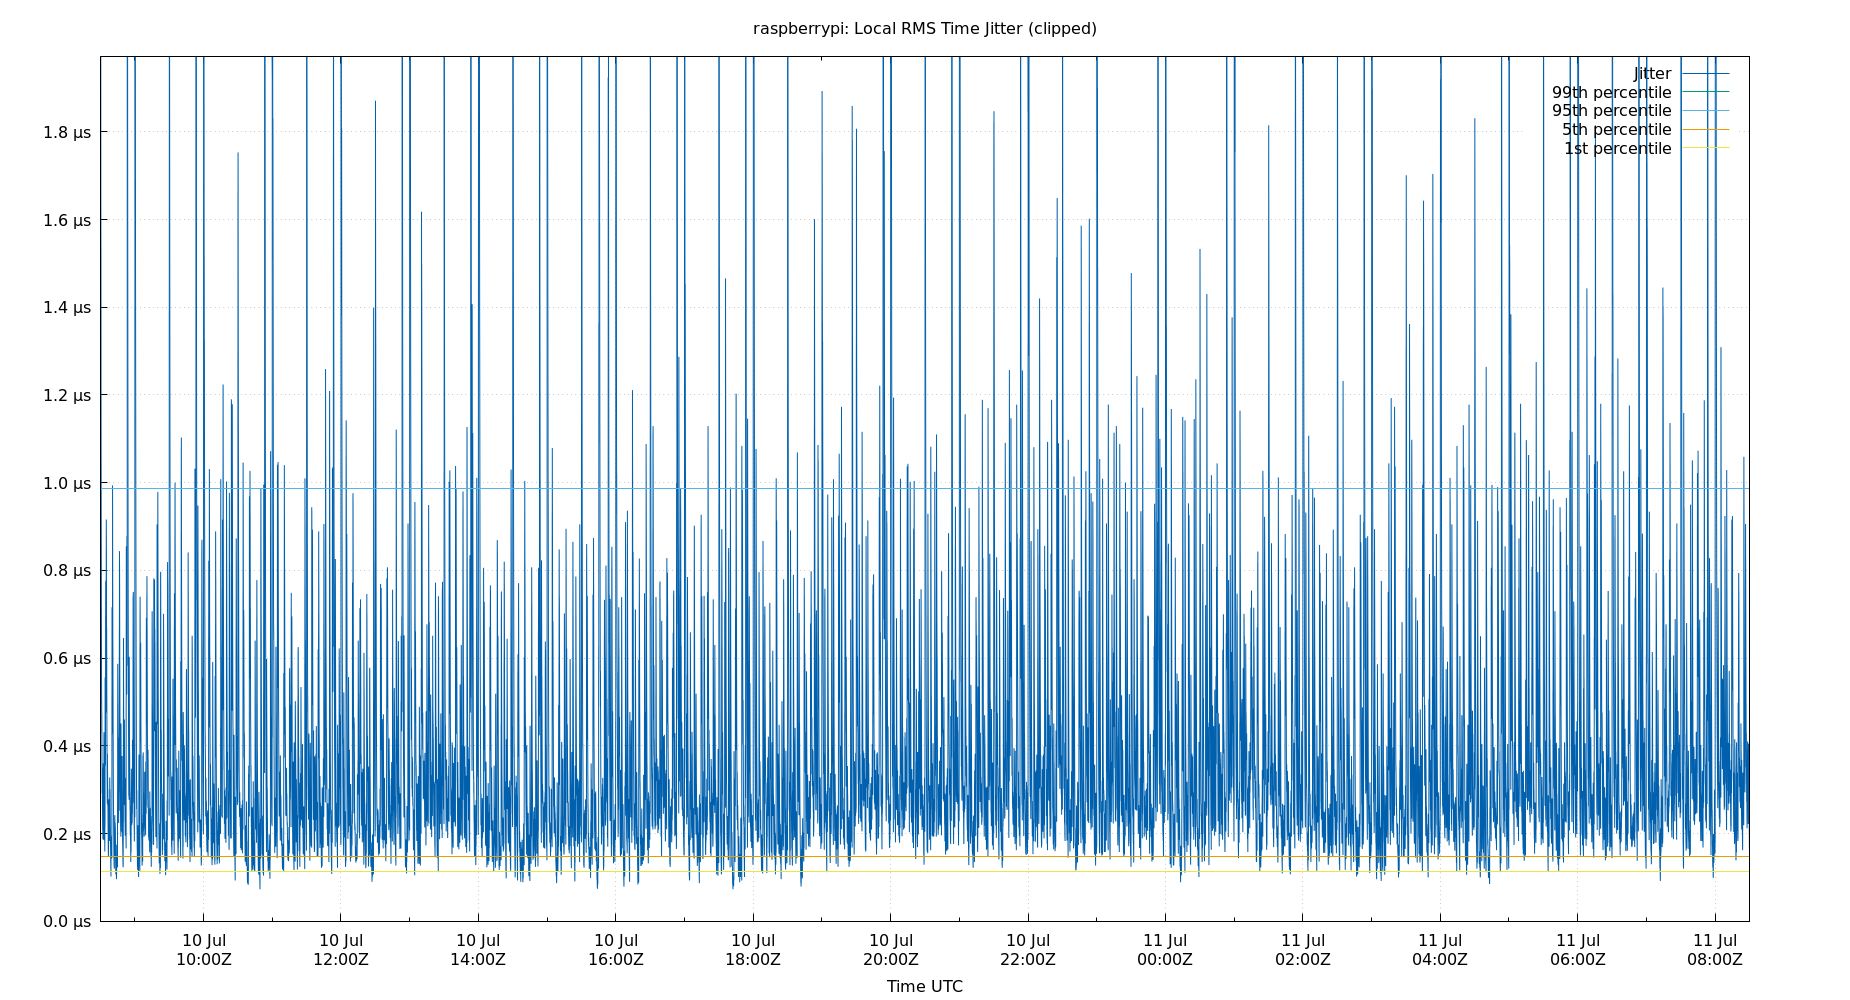 raspberrypi: Local RMS Time Jitter (clipped)
Jitter
99th percentile
95th percentile
5th percentile
1st percentile
1.8 µs
1.6 µs
1.4 µs
1.2 µs
1.0 µs
0.8 µs
0.6 µs
0.4 µs
0.2 µs
0.0 µs
10 Jul 10 Jul 10 Jul 10 Jul 10 Jul 10 Jul 10 Jul 11 Jul 11 Jul 11 Jul 11 Jul 11 Jul
10:00Z 12:00Z 14:00Z 16:00Z 18:00Z 20:00Z 22:00Z 00:00Z 02:00Z 04:00Z 06:00Z 08:00Z
Time UTC